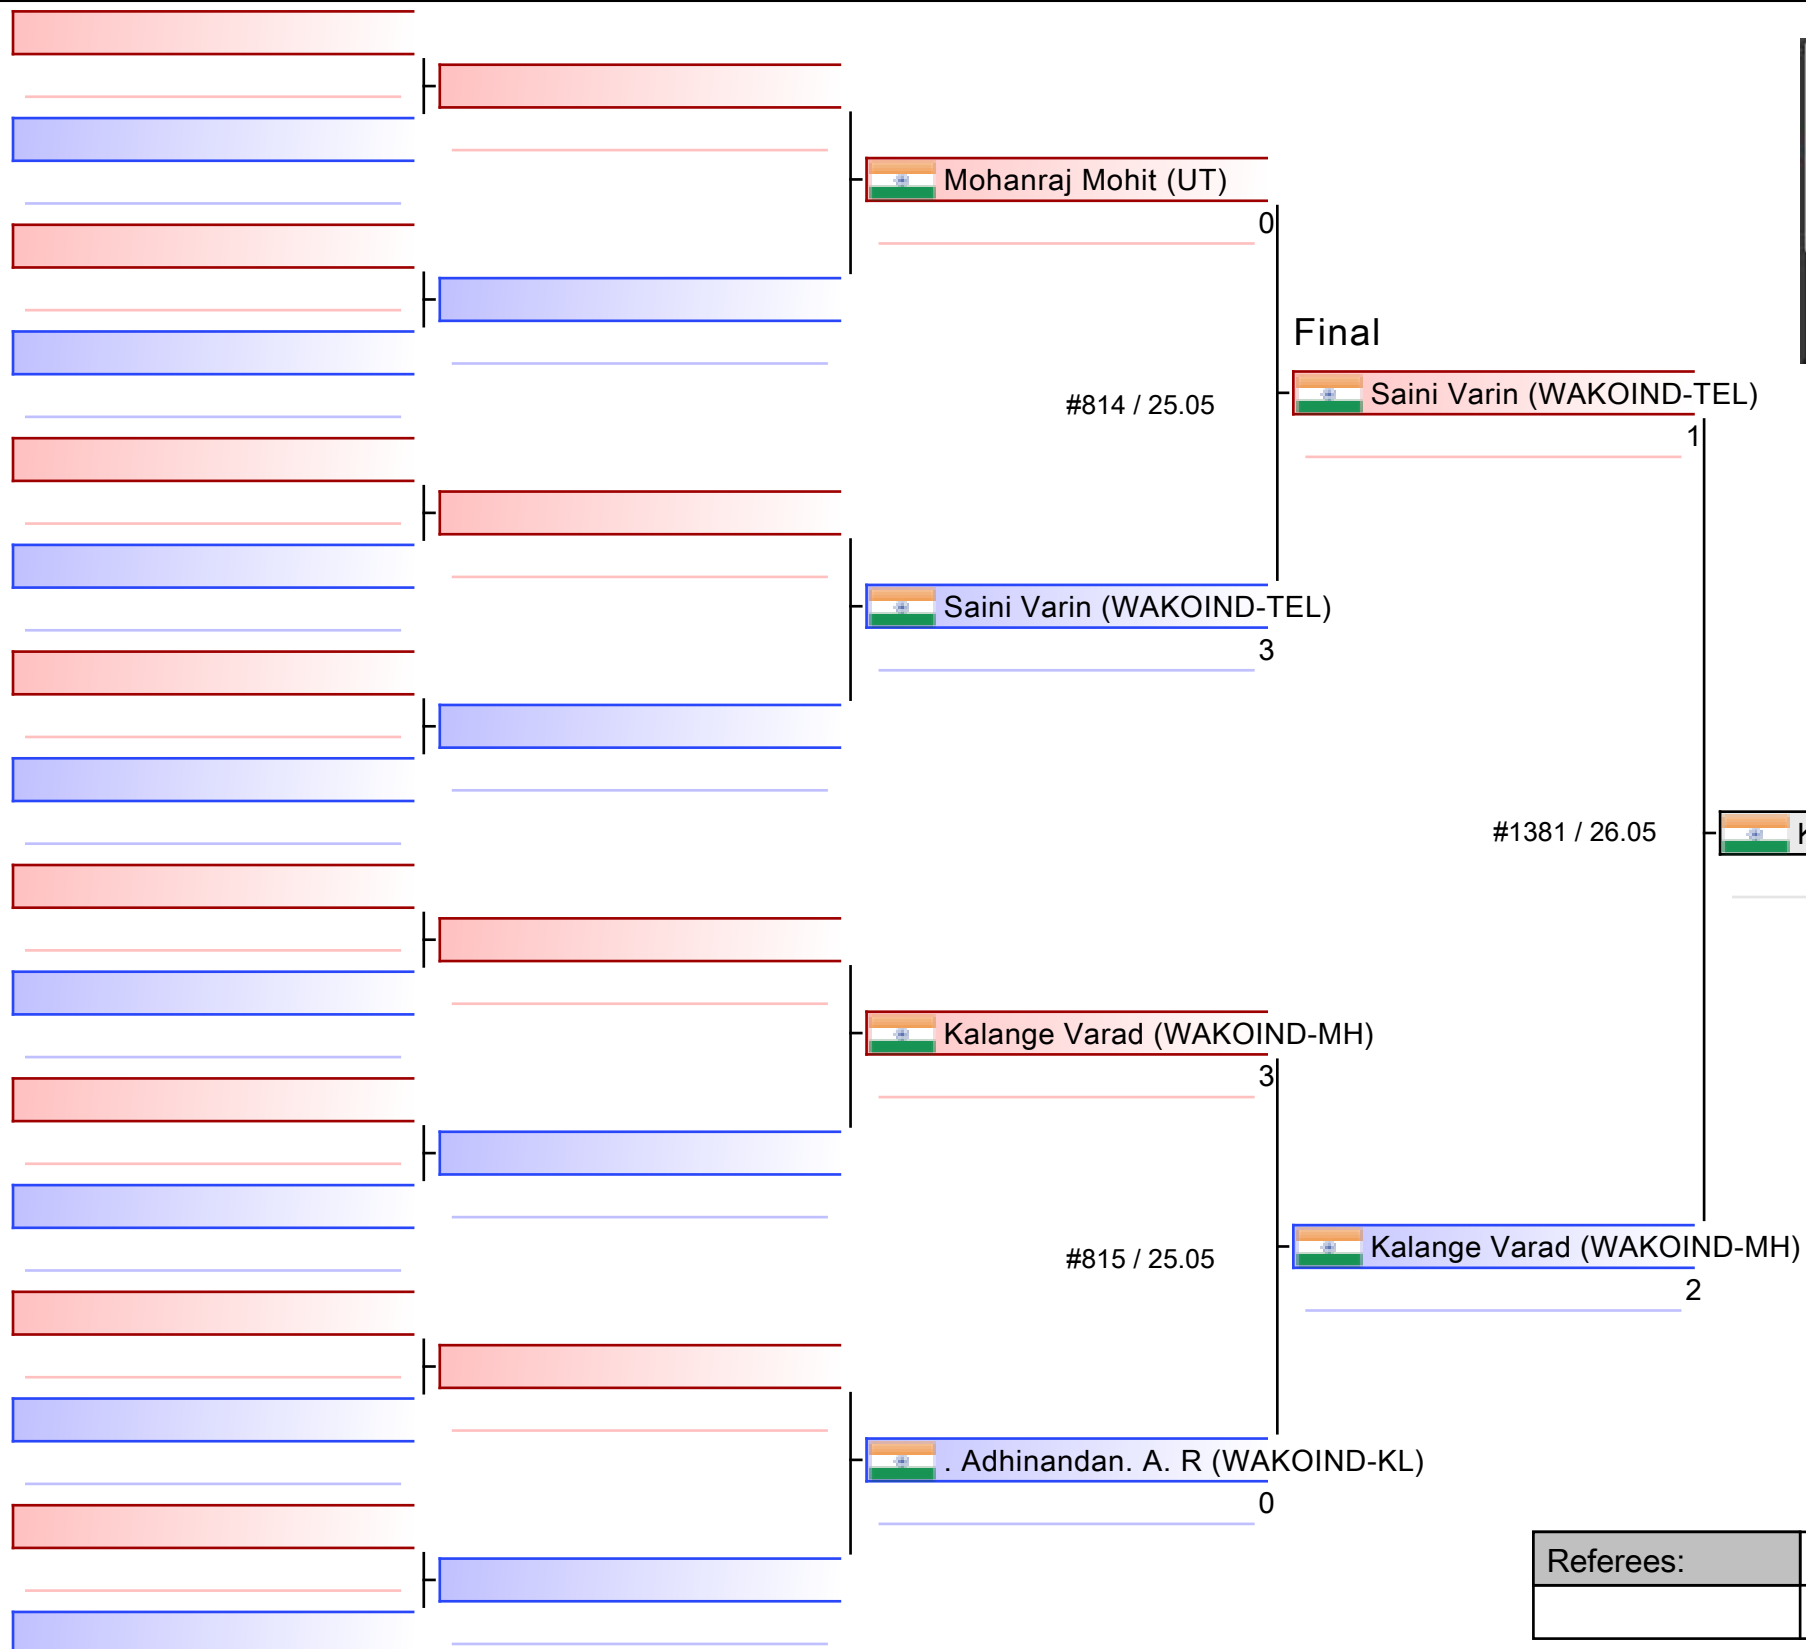 Mohanraj Mohit (UT)
0
Final
#814 / 25.05
Saini Varin (WAKOIND-TEL)
1
Saini Varin (WAKOIND-TEL)
3
#1381 / 26.05
Kalange Varad (WAKOIND-MH)
3
#815 / 25.05
Kalange Varad (WAKOIND-MH)
2
. Adhinandan. A. R (WAKOIND-KL)
0
Referees: